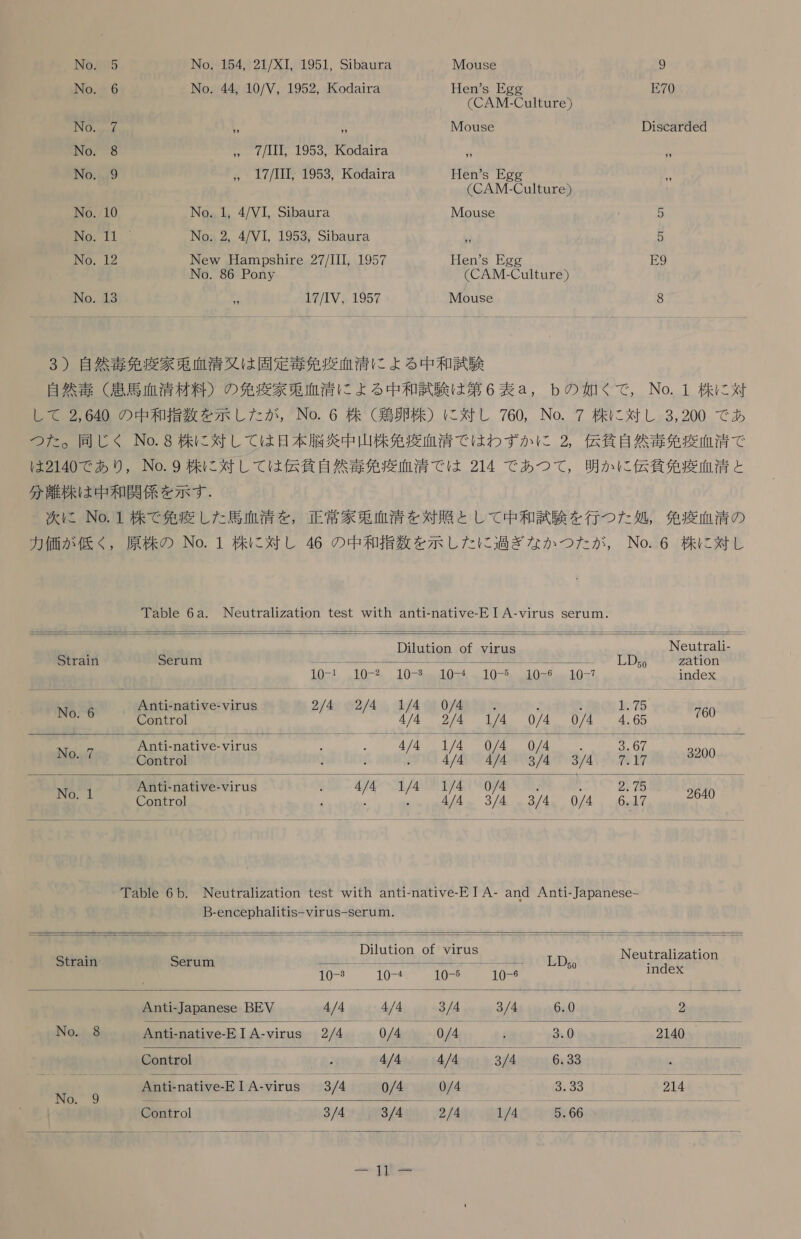 No. 5 No. 154, 21/XI, 1951, Sibaura Mouse 9
No. 6 No. 44, 10/V, 1952, Kodaira Hen's Egg E70
(CAM-Culture)
No. 7 〃 〃 Mouse Discarded
No. 8 〃 7/III, 1953, Kodaira 〃 〃
No. 9 〃 17/III, 1953, Kodaira Hen's Egg 〃
(CAM-Culture)
No. 10 No. 1, 4/VI, Sibaura Mouse 5
No. 11 No. 2, 4/VI, 1953, Sibaura 〃 5
No. 12 New Hampshire 27/III, 1957 Hen's Egg E9
No. 86 Pony (CAM-Culture)
No. 13 〃 17/IV, 1957 Mouse 8
3）自然毒免疫家兎血清又は固定毒免疫血清による中和試験
自然毒（患馬血清材料）の免疫家兎血清による中和試験は第6表a, bの如くで, No. 1 株に対
して 2,640 の中和指数を示したが, No. 6 株（鶏卵株）に対し 760, No. 7 株に対し 3,200 であ
つた。同じく No. 8 株に対しては日本脳炎中山株免疫血清ではわずかに 2, 伝貧自然毒免疫血清で
は2140であり, No. 9 株に対しては伝貧自然毒免疫血清では 214 であつて, 明かに伝貧免疫血清と
分離株は中和関係を示す.
次に No. 1 株で免疫した馬血清を, 正常家兎血清を対照として中和試験を行つた処, 免疫血清の
力価が低く, 原株の No. 1 株に対し 46 の中和指数を示したに過ぎなかつたが, No. 6 株に対し
Table 6a. Neutralization test with anti-native-EIA-virus serum.
Strain Serum Dilution of virus LD50 Neutrali-zation index
10-1 10-2 10-3 10-4 10-5 10-6 10-7
No. 6 Anti-native-virus 2/4 2/4 1/4 0/4 . . . 1.75 760
Control 4/4 2/4 1/4 0/4 0/4 4.65
No. 7 Anti-native-virus . . 4/4 1/4 0/4 0/4 . 3.67 3200
Control . . . 4/4 4/4 3/4 3/4 7.17
No. 1 Anti-native-virus . 4/4 1/4 1/4 0/4 . . 2.75 2640
Control . . . 4/4 3/4 3/4 0/4 6.17
Table 6b. Neutralization test with anti-native-EIA- and Anti-Japanese-
B-encephalitis-virus-serum.
Strain Serum Dilution of virus LD50 Neutralization index
10-3 10-4 10-5 10-6
Anti-Japanese BEV 4/4 4/4 3/4 3/4 6.0 2
No. 8 Anti-native-EIA-virus 2/4 0/4 0/4 . 3.0 2140
Control . 4/4 4/4 3/4 6.33 .
No. 9 Anti-native-EIA-virus 3/4 0/4 0/4 3.33 214
Control 3/4 3/4 2/4 1/4 5.66
— 11 —